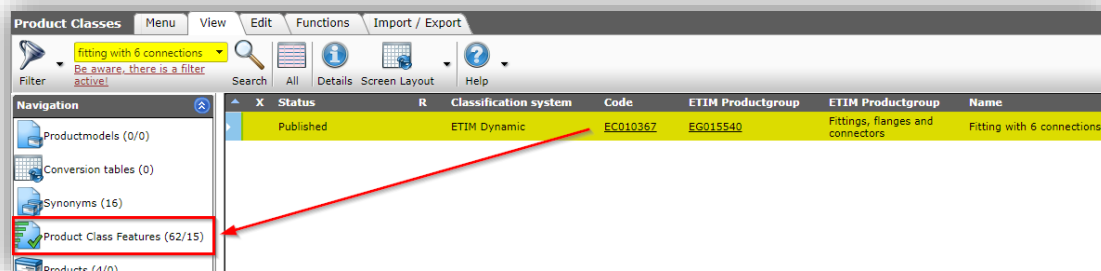 Product Classes Menu View Edit Functions Import / Export
fitting with 6 connections
Be aware, there is a filter
active!
Filter Search All Details Screen Layout Help
Navigation X Status R Classification system Code ETIM Productgroup ETIM Productgroup Name
Productmodels (0/0) Published ETIM Dynamic EC010367 EG015540 Fittings, flanges and connectors Fitting with 6 connections
Conversion tables (0)
Synonyms (16)
Product Class Features (62/15)
Products (4/0)